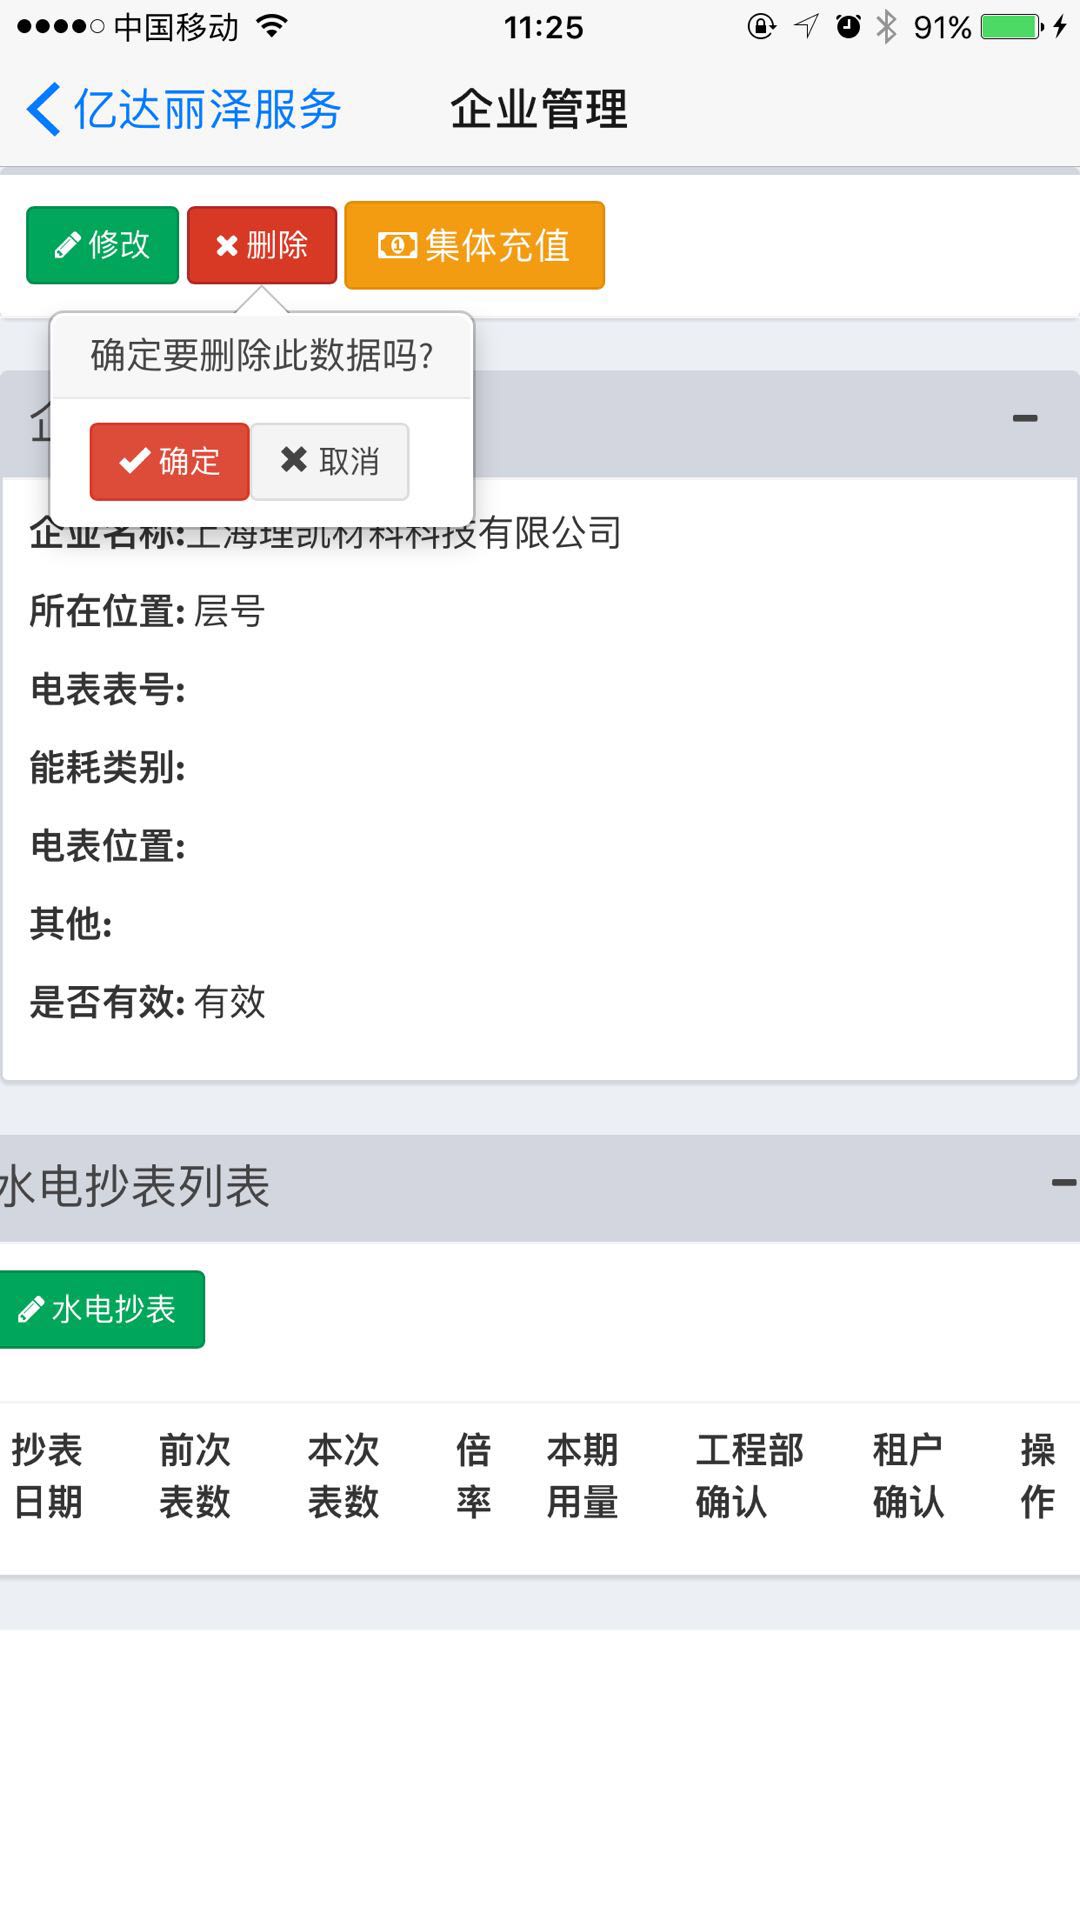 中国移动 11:25 91%
亿达丽泽服务 企业管理
修改 删除 集体充值
确定要删除此数据吗?
确定 取消
企业名称:上海理凯材料科技有限公司
所在位置: 层号
电表表号:
能耗类别:
电表位置:
其他:
是否有效: 有效
水电抄表列表
水电抄表
抄表 前次 本次 倍 本期 工程部 租户 操
日期 表数 表数 率 用量 确认 确认 作